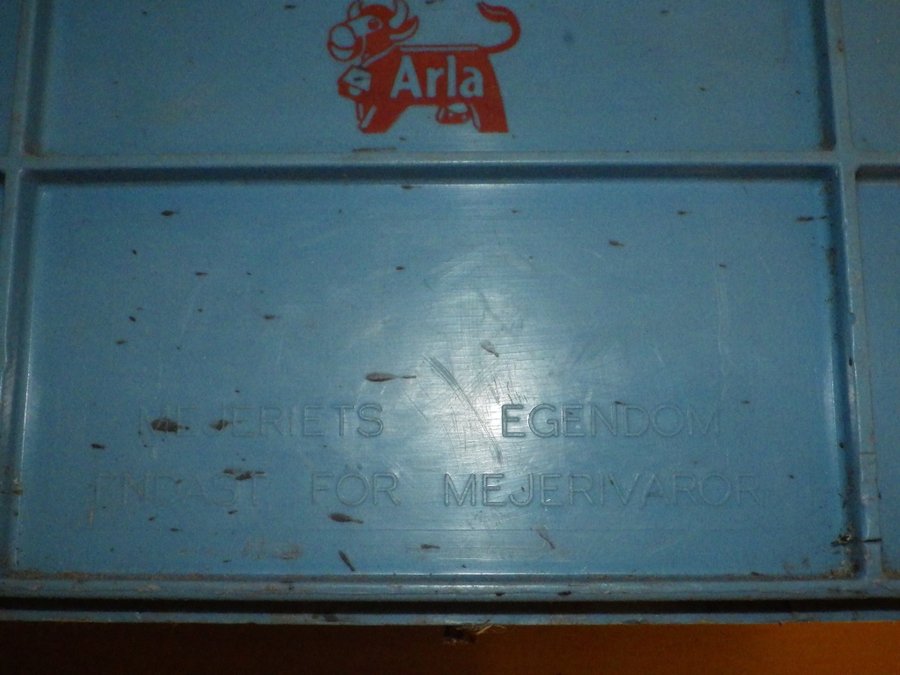 Arla
MEJERIETS EGENDOM
ENDAST FÖR MEJERIVAROR